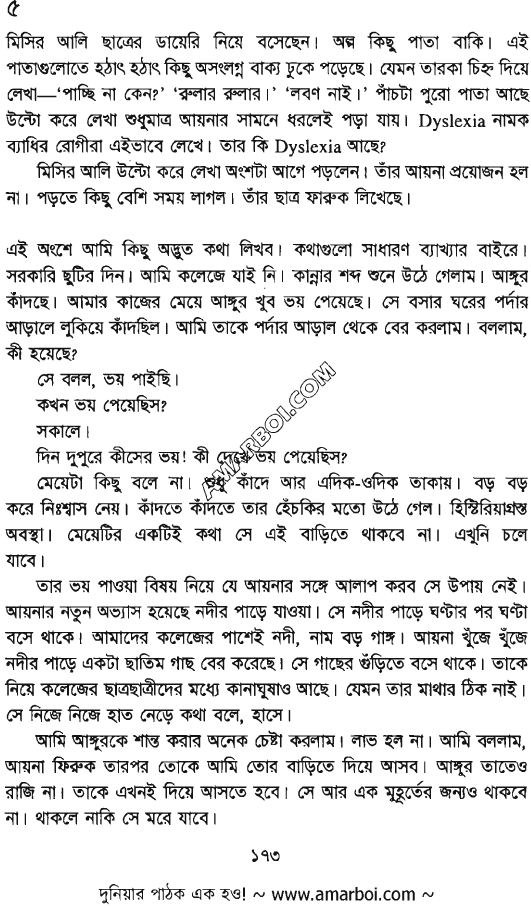 ৫
মিসির আলি ছাত্রের ডায়েরি নিয়ে বসেছেন। অল্প কিছু পাতা বাকি। এই
পাতাগুলোতে হঠাৎ হঠাৎ কিছু অসংলগ্ন বাক্য ঢুকে পড়েছে। যেমন তারকা চিহ্ন দিয়ে
লেখা—‘পাচ্ছি না কেন?’ ‘রুলার রুলার।’ ‘লবণ নাই।’ পাঁচটা পুরো পাতা আছে
উল্টো করে লেখা শুধুমাত্র আয়নার সামনে ধরলেই পড়া যায়। Dyslexia নামক
ব্যাধির রোগীরা এইভাবে লেখে। তার কি Dyslexia আছে?
মিসির আলি উল্টো করে লেখা অংশটা আগে পড়লেন। তাঁর আয়না প্রয়োজন হল
না। পড়তে কিছু বেশি সময় লাগল। তাঁর ছাত্র ফারুক লিখেছে।
এই অংশে আমি কিছু অদ্ভুত কথা লিখব। কথাগুলো সাধারণ ব্যাখ্যার বাইরে।
সরকারি ছুটির দিন। আমি কলেজে যাই নি। কান্নার শব্দ শুনে উঠে গেলাম। আঙ্গুর
কাঁদছে। আমার কাজের মেয়ে আঙ্গুর খুব ভয় পেয়েছে। সে বসার ঘরের পর্দার
আড়ালে লুকিয়ে কাঁদছিল। আমি তাকে পর্দার আড়াল থেকে বের করলাম। বললাম,
কী হয়েছে?
সে বলল, ভয় পাইছি।
কখন ভয় পেয়েছিস?
সকালে।
দিন দুপুরে কীসের ভয়! কী দেখে ভয় পেয়েছিস?
মেয়েটা কিছু বলে না। শুধু কাঁদে আর এদিক-ওদিক তাকায়। বড় বড়
করে নিঃশ্বাস নেয়। কাঁদতে কাঁদতে তার হেঁচকির মতো উঠে গেল। হিস্টিরিয়াগ্রস্ত
অবস্থা। মেয়েটির একটিই কথা সে এই বাড়িতে থাকবে না। এখুনি চলে
যাবে।
তার ভয় পাওয়া বিষয় নিয়ে যে আয়নার সঙ্গে আলাপ করব সে উপায় নেই।
আয়নার নতুন অভ্যাস হয়েছে নদীর পাড়ে যাওয়া। সে নদীর পাড়ে ঘণ্টার পর ঘণ্টা
বসে থাকে। আমাদের কলেজের পাশেই নদী, নাম বড় গাঙ্গ। আয়না খুঁজে খুঁজে
নদীর পাড়ে একটা ছাতিম গাছ বের করেছে। সে গাছের গুঁড়িতে বসে থাকে। তাকে
নিয়ে কলেজের ছাত্রছাত্রীদের মধ্যে কানাঘুষাও আছে। যেমন তার মাথার ঠিক নাই।
সে নিজে নিজে হাত নেড়ে কথা বলে, হাসে।
আমি আঙ্গুরকে শান্ত করার অনেক চেষ্টা করলাম। লাভ হল না। আমি বললাম,
আয়না ফিরুক তারপর তোকে আমি তোর বাড়িতে দিয়ে আসব। আঙ্গুর তাতেও
রাজি না। তাকে এখনই দিয়ে আসতে হবে। সে আর এক মুহূর্তের জন্যও থাকবে
না। থাকলে নাকি সে মরে যাবে।
১৭৩
দুনিয়ার পাঠক এক হও! ~ www.amarboi.com ~
AMARBOI.COM